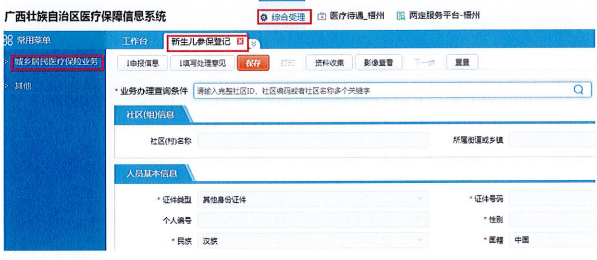 广西壮族自治区医疗保障信息系统 综合受理 医疗待遇_梧州 两定服务平台-梧州
常用菜单 工作台 新生儿参保登记
城乡居民医疗保险业务
其他
1申报信息 1填写处理意见 保存 打印 资料收集 影像查看 下一步 重置
* 业务办理查询条件 请输入完整社区ID、社区编码或者社区名称多个关键字
社区(村)信息
社区(村)名称 所属街道或乡镇
人员基本信息
* 证件类型 其他身份证件 * 证件号码
个人编号 * 性别
* 民族 汉族 * 国籍 中国